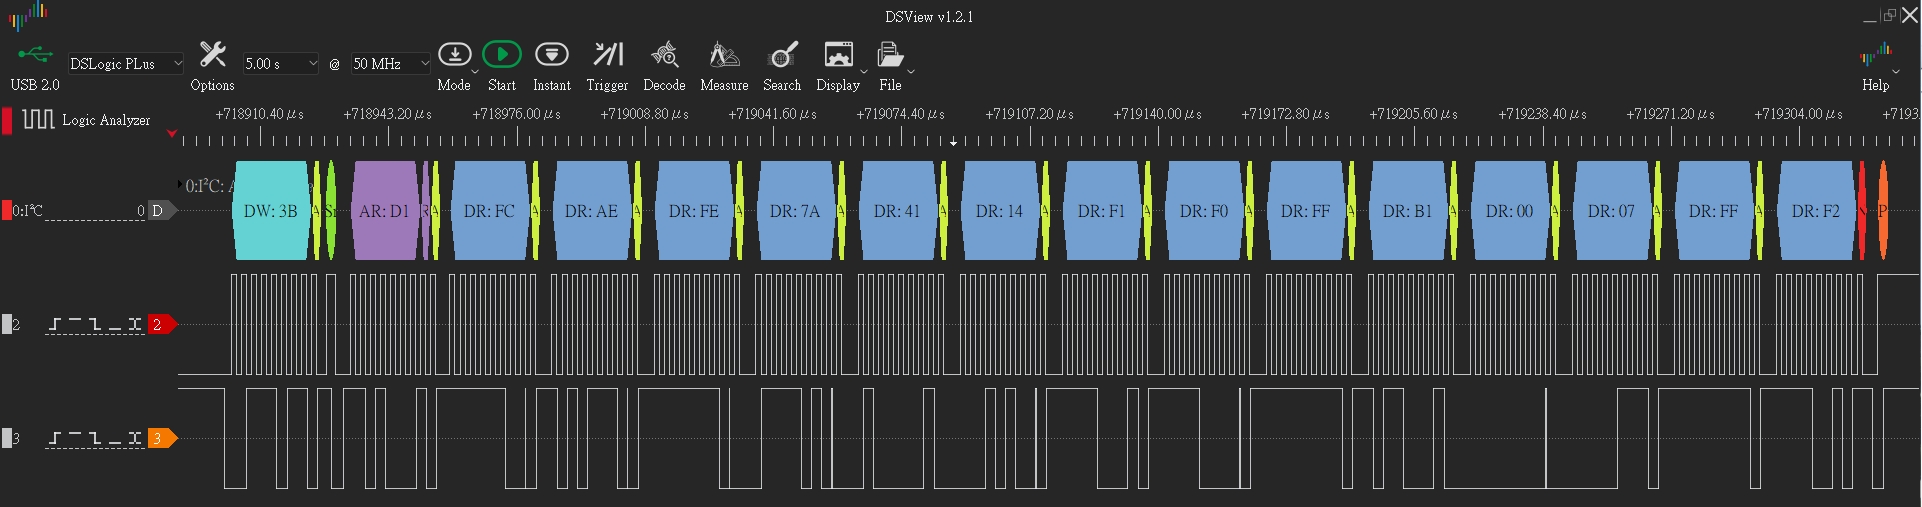 DSView v1.2.1
USB 2.0
DSLogic PLus
Options
5.00 s
@
50 MHz
Mode
Start
Instant
Trigger
Decode
Measure
Search
Display
File
Help
Logic Analyzer
+718910.40 μs +718943.20 μs +718976.00 μs +719008.80 μs +719041.60 μs +719074.40 μs +719107.20 μs +719140.00 μs +719172.80 μs +719205.60 μs +719238.40 μs +719271.20 μs +719304.00 μs +7193
0:I²C 0 D 0:I²C: A DW: 3B A Sr AR: D1 R A DR: FC A DR: AE A DR: FE A DR: 7A A DR: 41 A DR: 14 A DR: F1 A DR: F0 A DR: FF A DR: B1 A DR: 00 A DR: 07 A DR: FF A DR: F2 N P
2 2
3 3